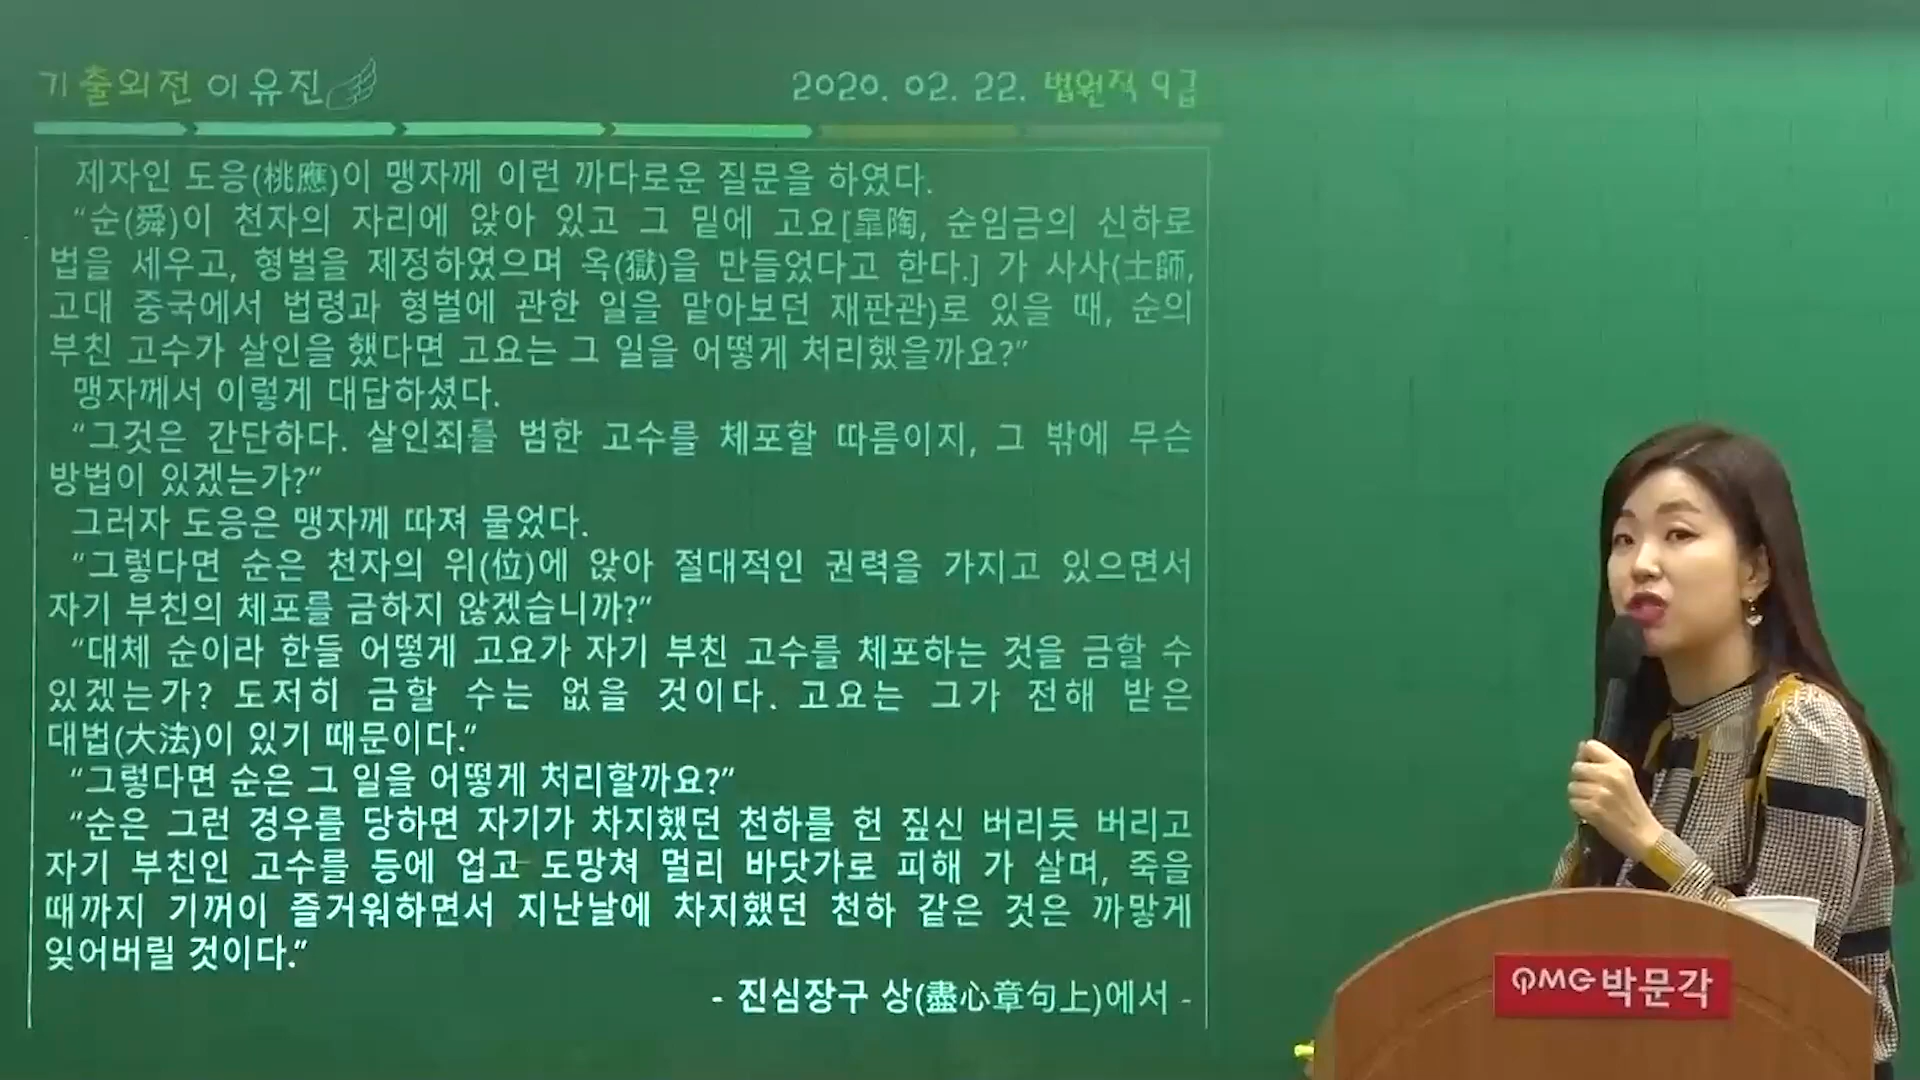 기출외전 이유진
2020. 02. 22. 법원직 9급
제자인 도응(桃應)이 맹자께 이런 까다로운 질문을 하였다.
“순(舜)이 천자의 자리에 앉아 있고 그 밑에 고요[皐陶, 순임금의 신하로
법을 세우고, 형벌을 제정하였으며 옥(獄)을 만들었다고 한다.] 가 사사(士師,
고대 중국에서 법령과 형벌에 관한 일을 맡아보던 재판관)로 있을 때, 순의
부친 고수가 살인을 했다면 고요는 그 일을 어떻게 처리했을까요?”
맹자께서 이렇게 대답하셨다.
“그것은 간단하다. 살인죄를 범한 고수를 체포할 따름이지, 그 밖에 무슨
방법이 있겠는가?”
그러자 도응은 맹자께 따져 물었다.
“그렇다면 순은 천자의 위(位)에 앉아 절대적인 권력을 가지고 있으면서
자기 부친의 체포를 금하지 않겠습니까?”
“대체 순이라 한들 어떻게 고요가 자기 부친 고수를 체포하는 것을 금할 수
있겠는가? 도저히 금할 수는 없을 것이다. 고요는 그가 전해 받은
대법(大法)이 있기 때문이다.”
“그렇다면 순은 그 일을 어떻게 처리할까요?”
“순은 그런 경우를 당하면 자기가 차지했던 천하를 헌 짚신 버리듯 버리고
자기 부친인 고수를 등에 업고 도망쳐 멀리 바닷가로 피해 가 살며, 죽을
때까지 기꺼이 즐거워하면서 지난날에 차지했던 천하 같은 것은 까맣게
잊어버릴 것이다.”
- 진심장구 상(盡心章句上)에서 -
PMG 박문각